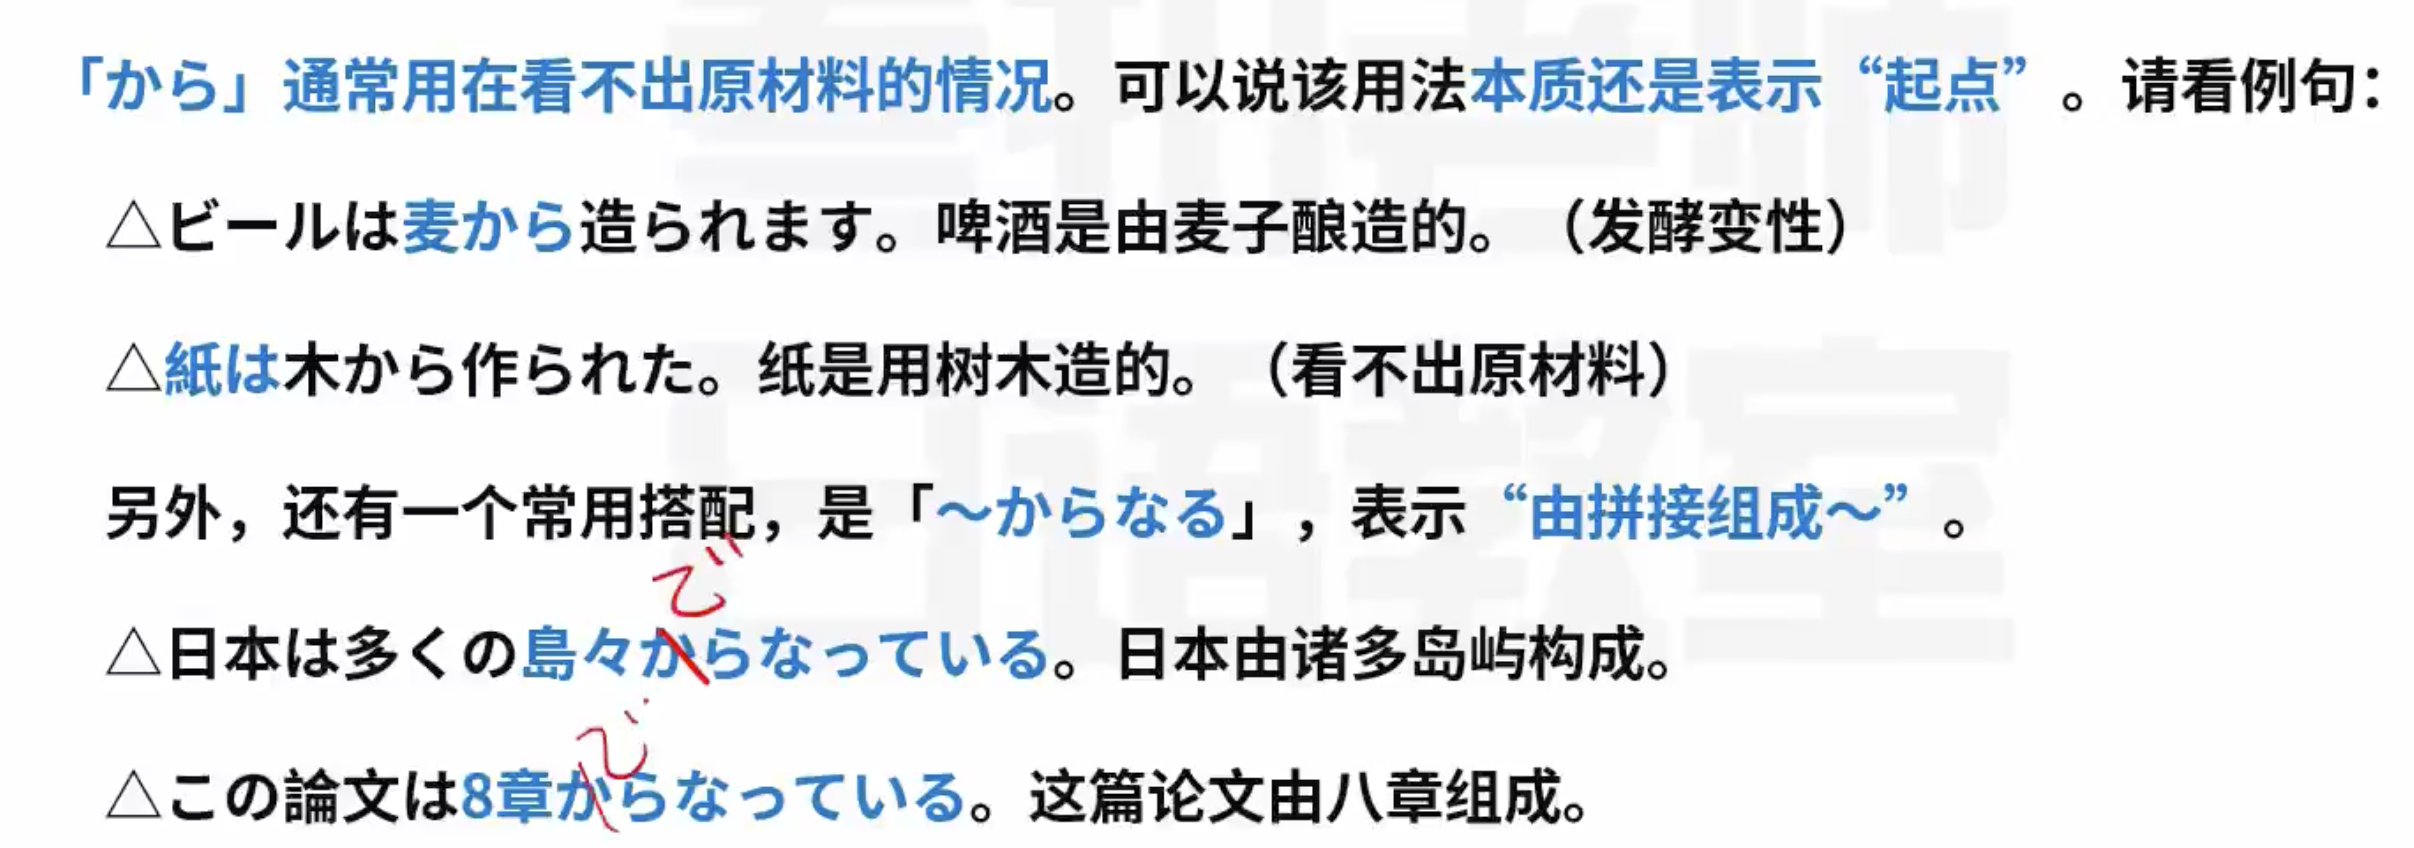 「から」通常用在看不出原材料的情况。可以说该用法本质还是表示“起点”。请看例句：
△ビールは麦から造られます。啤酒是由麦子酿造的。（发酵变性）
△紙は木から作られた。纸是用树木造的。（看不出原材料）
另外，还有一个常用搭配，是「～からなる」，表示“由拼接组成～”。
で
△日本は多くの島々からなっている。日本由诸多岛屿构成。
で
△この論文は8章からなっている。这篇论文由八章组成。